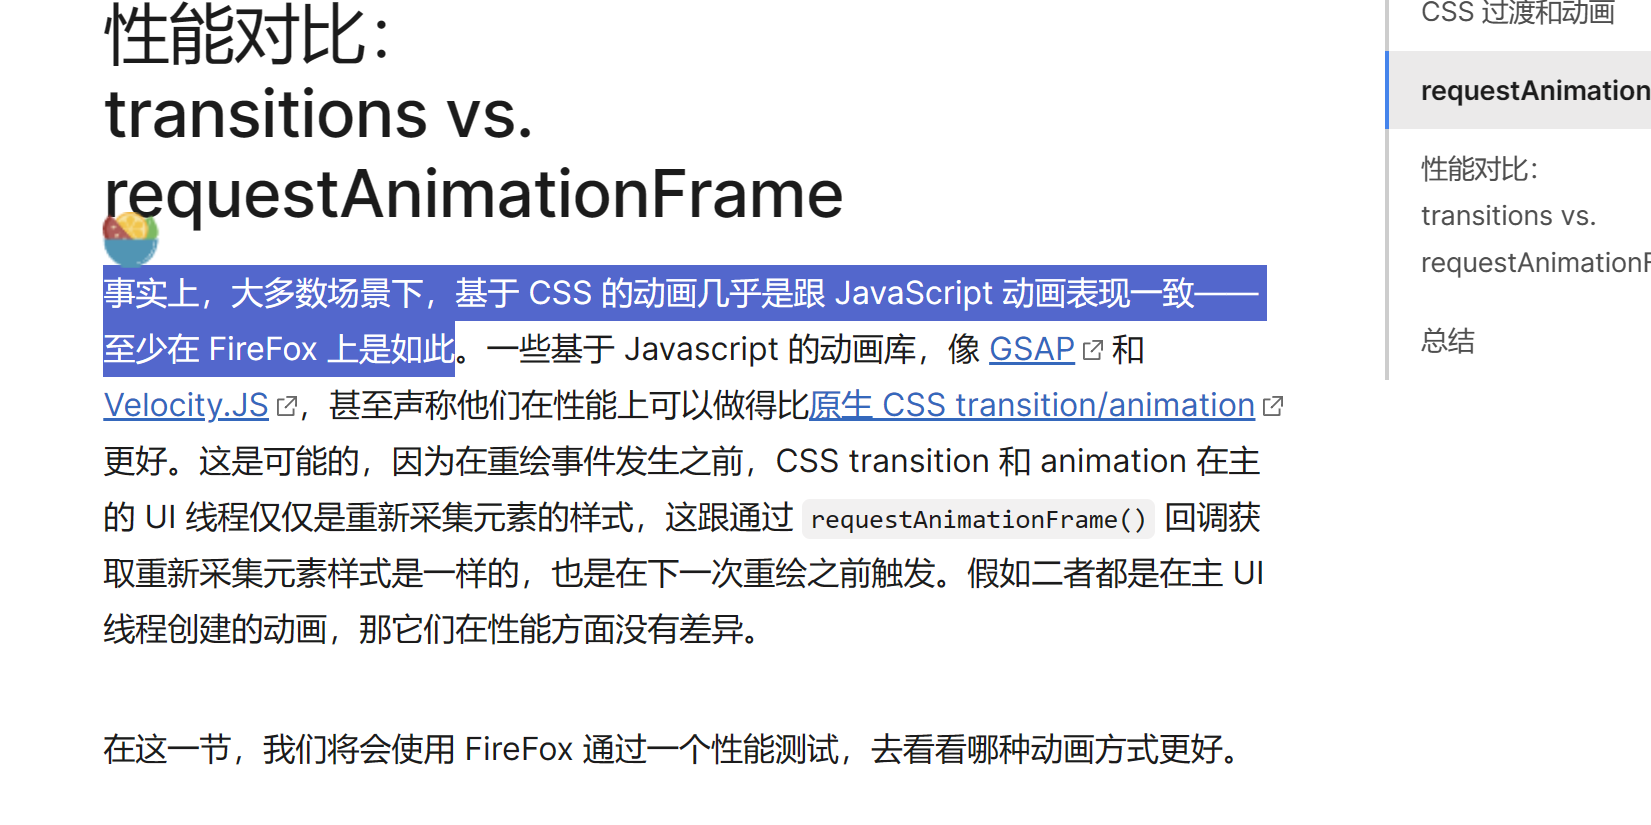 性能对比：
transitions vs.
requestAnimationFrame
事实上，大多数场景下，基于 CSS 的动画几乎是跟 JavaScript 动画表现一致——
至少在 FireFox 上是如此。一些基于 Javascript 的动画库，像 GSAP 和
Velocity.JS，甚至声称他们在性能上可以做得比原生 CSS transition/animation
更好。这是可能的，因为在重绘事件发生之前，CSS transition 和 animation 在主
的 UI 线程仅仅是重新采集元素的样式，这跟通过 requestAnimationFrame() 回调获
取重新采集元素样式是一样的，也是在下一次重绘之前触发。假如二者都是在主 UI
线程创建的动画，那它们在性能方面没有差异。
在这一节，我们将会使用 FireFox 通过一个性能测试，去看看哪种动画方式更好。
CSS 过渡和动画
requestAnimation
性能对比：
transitions vs.
requestAnimationF
总结